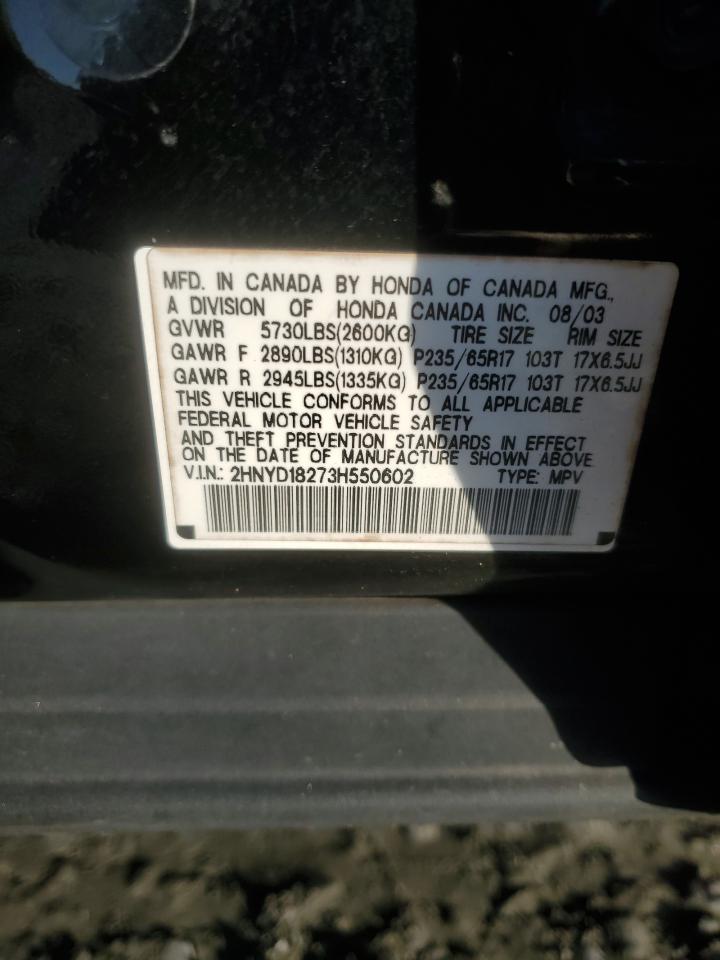 MFD. IN CANADA BY HONDA OF CANADA MFG.,
A DIVISION OF HONDA CANADA INC. 08/03
GVWR 5730LBS(2600KG) TIRE SIZE RIM SIZE
GAWR F 2890LBS(1310KG) P235/65R17 103T 17X6.5JJ
GAWR R 2945LBS(1335KG) P235/65R17 103T 17X6.5JJ
THIS VEHICLE CONFORMS TO ALL APPLICABLE
FEDERAL MOTOR VEHICLE SAFETY
AND THEFT PREVENTION STANDARDS IN EFFECT
ON THE DATE OF MANUFACTURE SHOWN ABOVE.
V.I.N.: 2HNYD18273H550602 TYPE: MPV